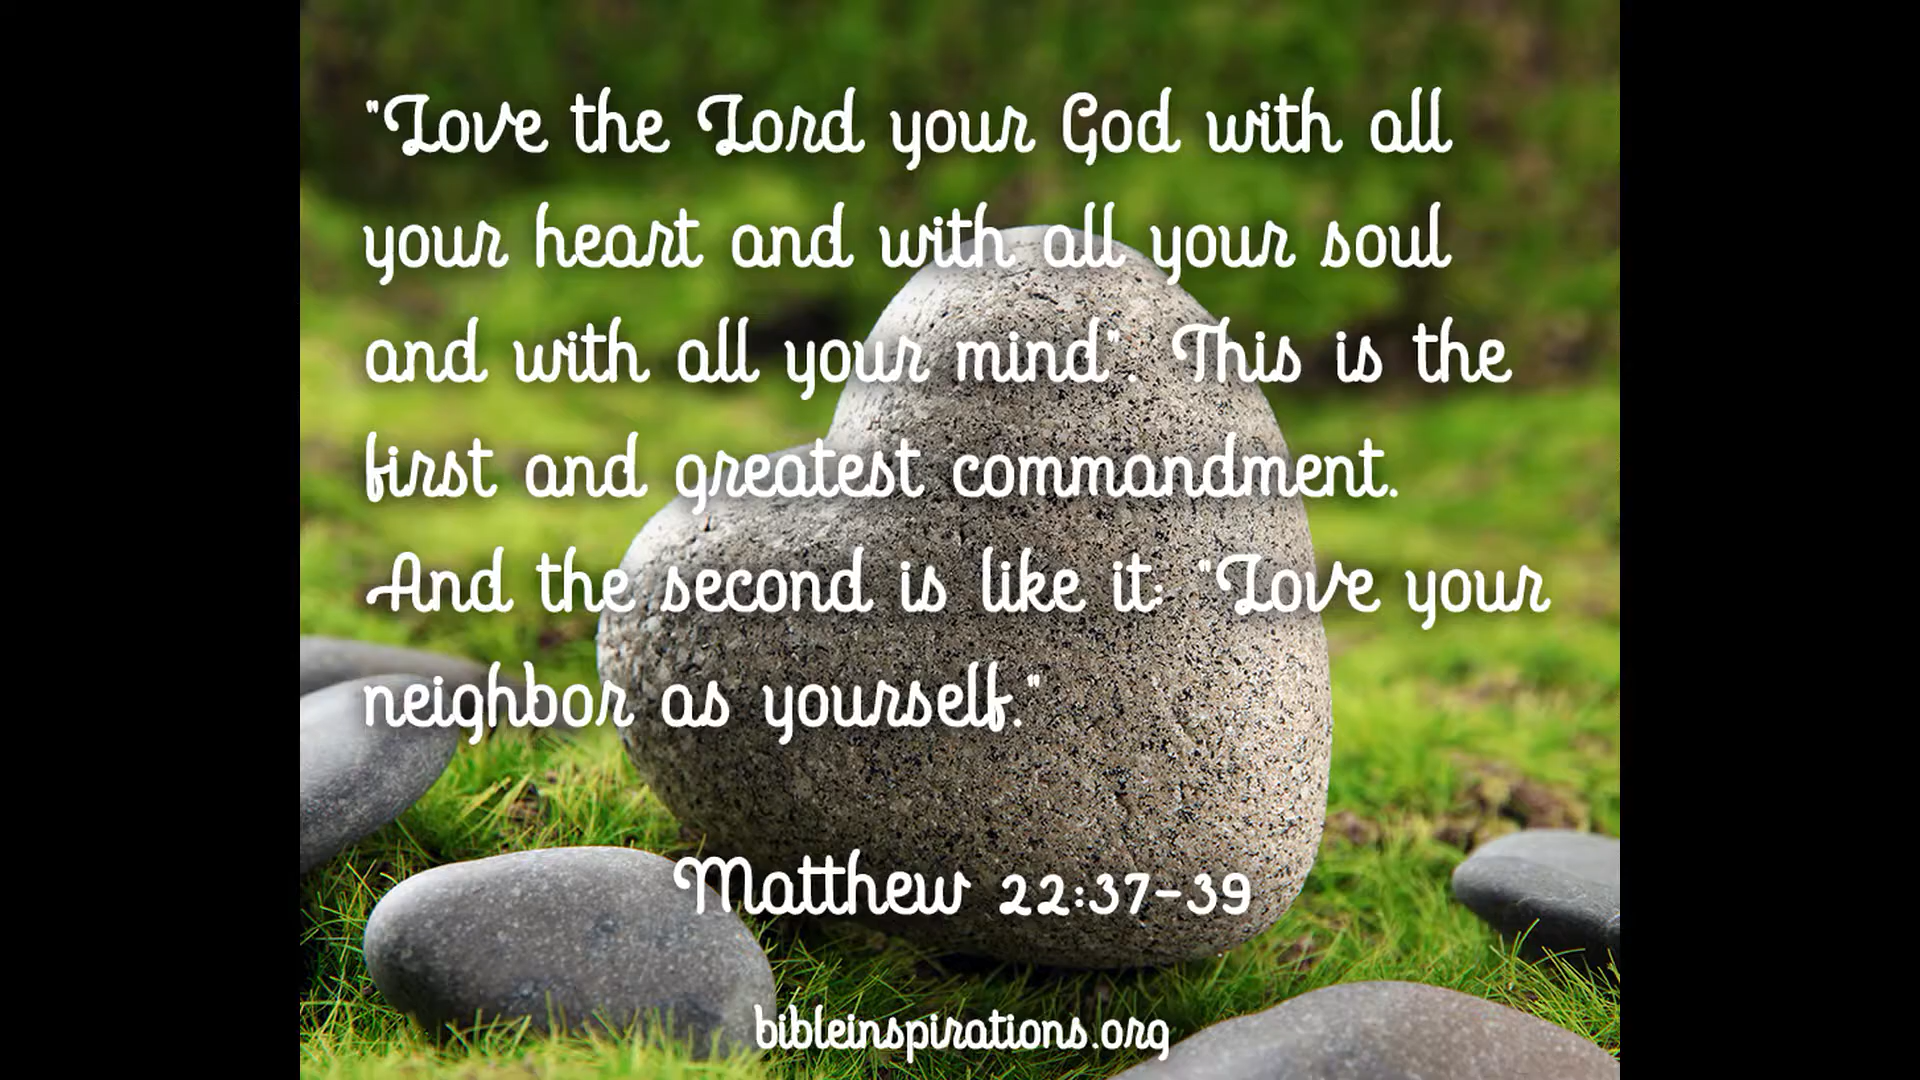 "Love the Lord your God with all
your heart and with all your soul
and with all your mind". This is the
first and greatest commandment.
And the second is like it: "Love your
neighbor as yourself."
Matthew 22:37-39
bibleinspirations.org